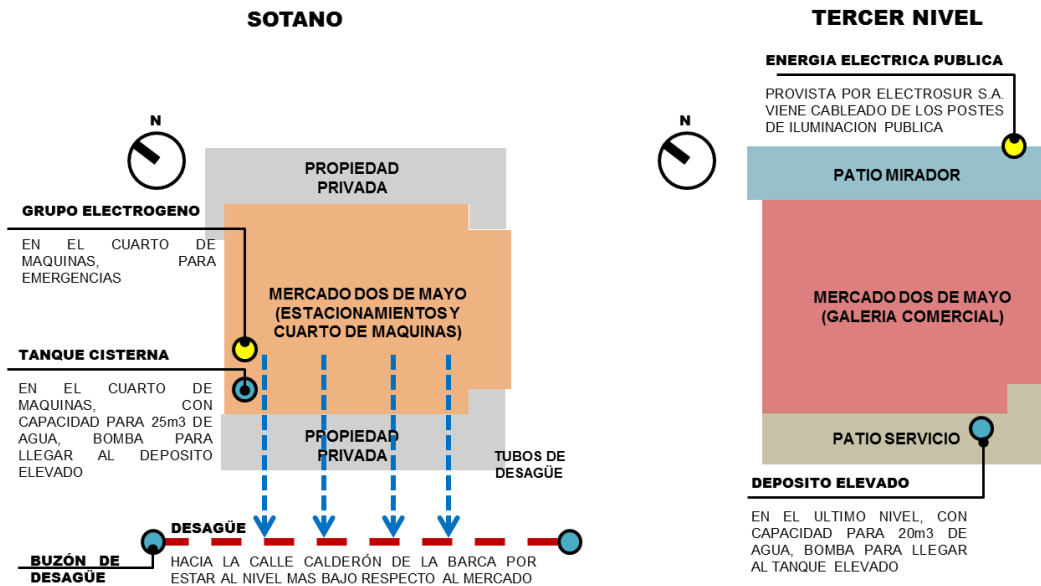 SOTANO
N
PROPIEDAD
PRIVADA
GRUPO ELECTROGENO
EN EL CUARTO DE
MAQUINAS, PARA
EMERGENCIAS
MERCADO DOS DE MAYO
(ESTACIONAMIENTOS Y
CUARTO DE MAQUINAS)
TANQUE CISTERNA
EN EL CUARTO DE
MAQUINAS, CON
CAPACIDAD PARA 25m3 DE
AGUA, BOMBA PARA
LLEGAR AL DEPOSITO
ELEVADO
PROPIEDAD
PRIVADA
TUBOS DE
DESAGÜE
DESAGÜE
BUZÓN DE
DESAGÜE
HACIA LA CALLE CALDERÓN DE LA BARCA POR
ESTAR AL NIVEL MAS BAJO RESPECTO AL MERCADO
TERCER NIVEL
ENERGIA ELECTRICA PUBLICA
PROVISTA POR ELECTROSUR S.A.
VIENE CABLEADO DE LOS POSTES
DE ILUMINACION PUBLICA
N
PATIO MIRADOR
MERCADO DOS DE MAYO
(GALERIA COMERCIAL)
PATIO SERVICIO
DEPOSITO ELEVADO
EN EL ULTIMO NIVEL, CON
CAPACIDAD PARA 20m3 DE
AGUA, BOMBA PARA LLEGAR
AL TANQUE ELEVADO